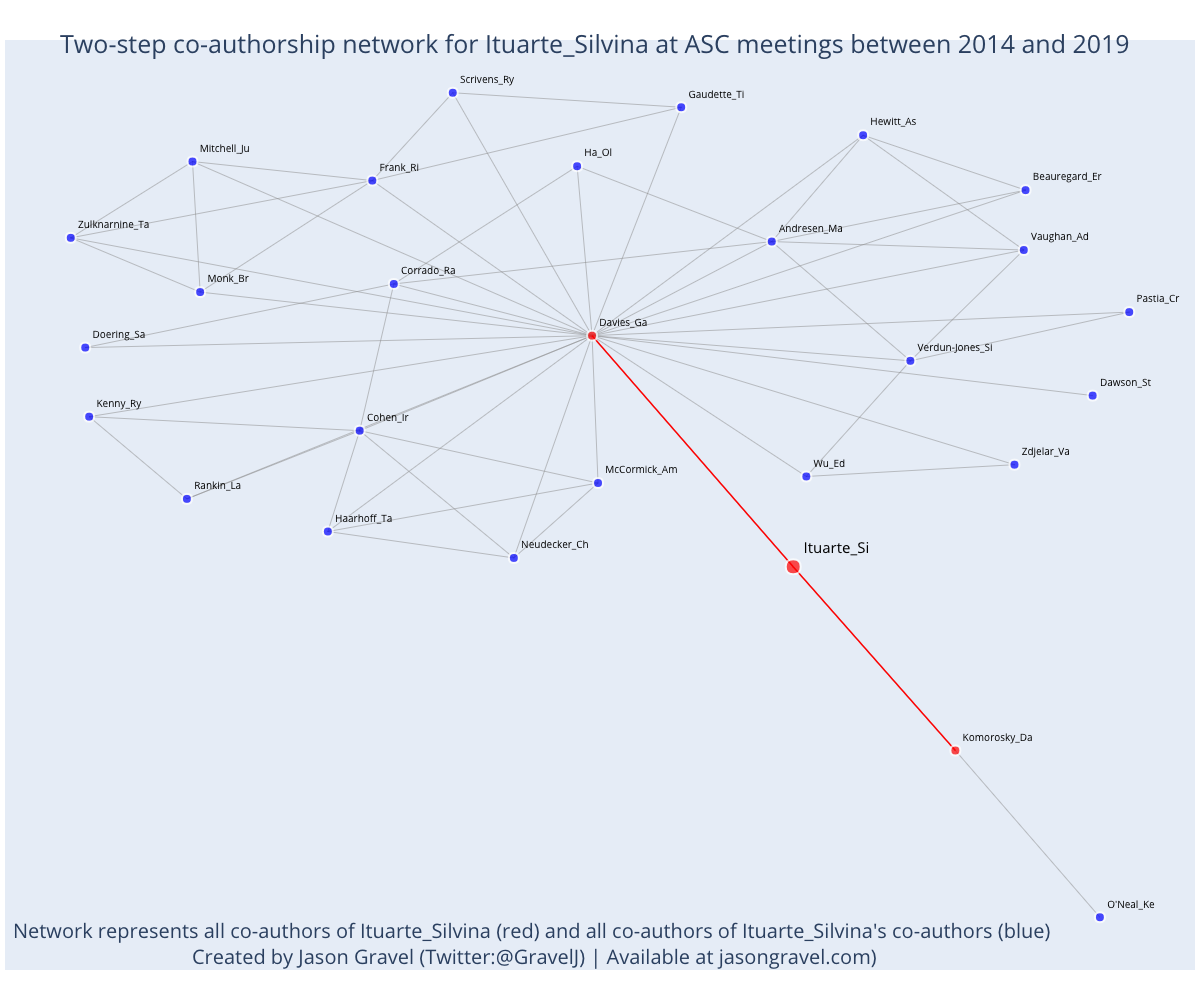 Two-step co-authorship network for Ituarte_Silvina at ASC meetings between 2014 and 2019
Scrivens_Ry
Gaudette_Ti
Hewitt_As
Mitchell_Ju
Ha_Ol
Frank_Ri
Beauregard_Er
Zulknarnine_Ta
Andresen_Ma
Vaughan_Ad
Corrado_Ra
Monk_Br
Pastia_Cr
Davies_Ga
Doering_Sa
Verdun-Jones_Si
Dawson_St
Kenny_Ry
Cohen_Ir
Zdjelar_Va
Wu_Ed
McCormick_Am
Rankin_La
Haarhoff_Ta
Neudecker_Ch
Ituarte_Si
Komorosky_Da
O'Neal_Ke
Network represents all co-authors of Ituarte_Silvina (red) and all co-authors of Ituarte_Silvina's co-authors (blue)
Created by Jason Gravel (Twitter:@GravelJ) | Available at jasongravel.com)